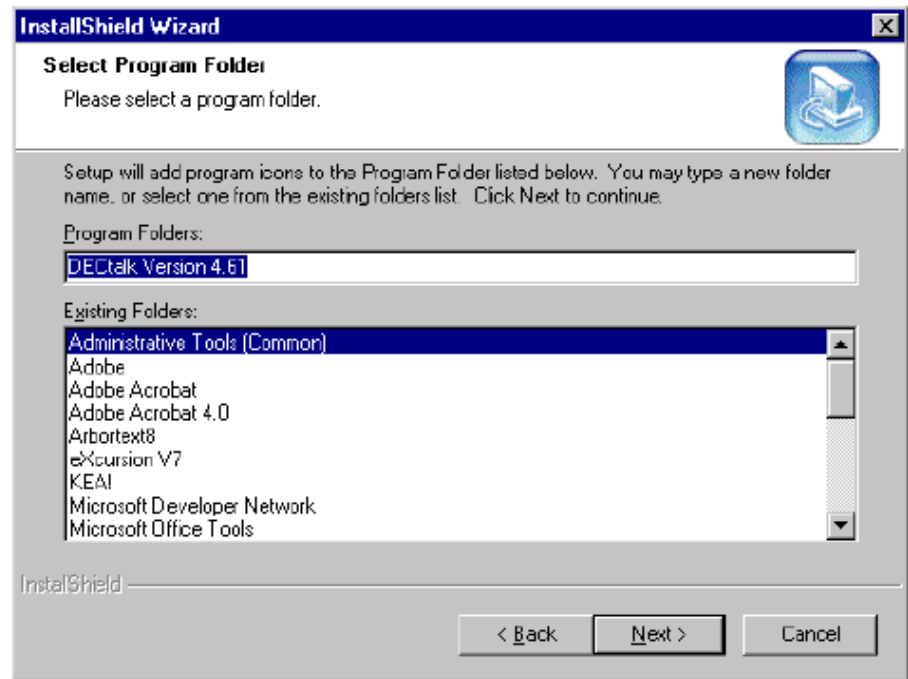 InstallShield Wizard
Select Program Folder
Please select a program folder.
Setup will add program icons to the Program Folder listed below. You may type a new folder
name, or select one from the existing folders list. Click Next to continue.
Program Folders:
DECtalk Version 4.61
Existing Folders:
Administrative Tools (Common)
Adobe
Adobe Acrobat
Adobe Acrobat 4.0
Arbortext8
eXcursion V7
KEA!
Microsoft Developer Network
Microsoft Office Tools
InstallShield
< Back
Next >
Cancel